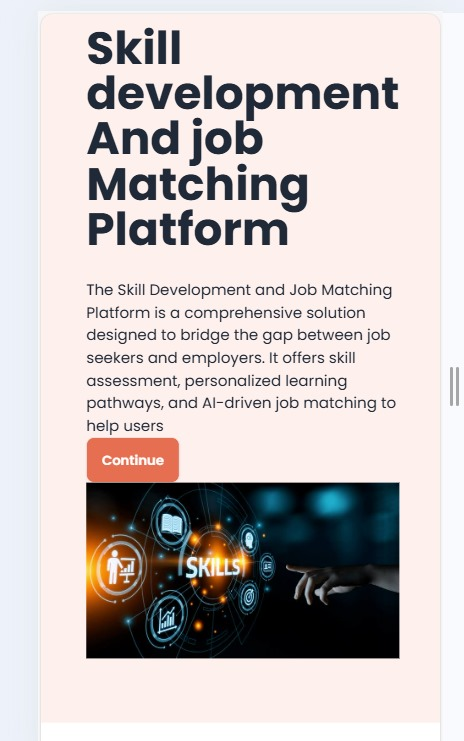 Skill
development
And job
Matching
Platform
The Skill Development and Job Matching
Platform is a comprehensive solution
designed to bridge the gap between job
seekers and employers. It offers skill
assessment, personalized learning
pathways, and AI-driven job matching to
help users
Continue
SKILLS